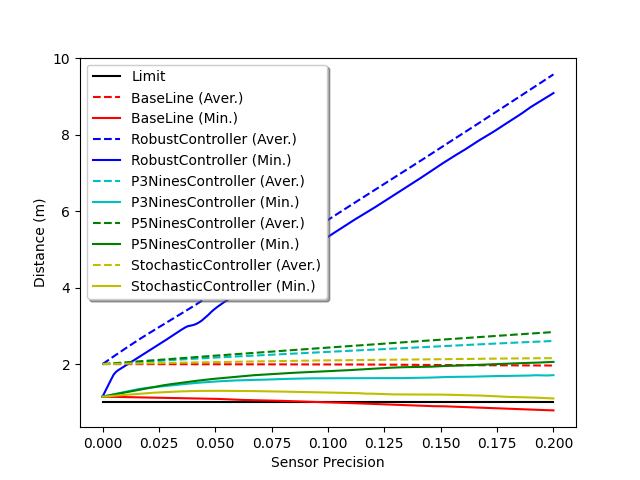 10
8
6
4
2
Distance (m)
Limit
BaseLine (Aver.)
BaseLine (Min.)
RobustController (Aver.)
RobustController (Min.)
P3NinesController (Aver.)
P3NinesController (Min.)
P5NinesController (Aver.)
P5NinesController (Min.)
StochasticController (Aver.)
StochasticController (Min.)
0.000 0.025 0.050 0.075 0.100 0.125 0.150 0.175 0.200
Sensor Precision